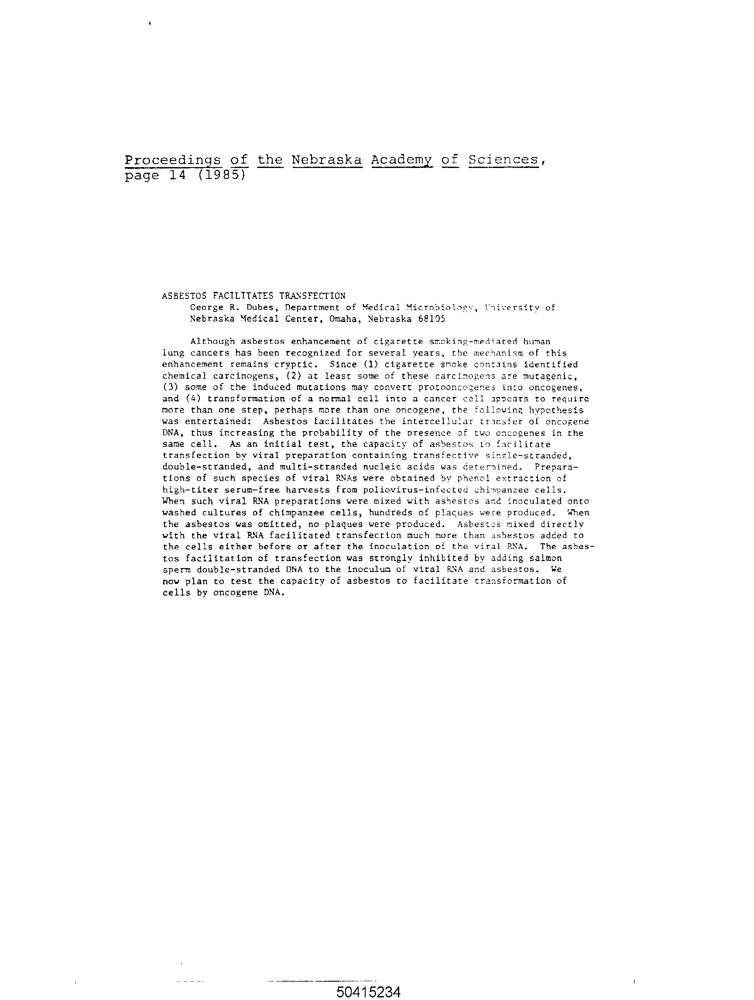 Proceedings of the Nebraska Academy of Sciences,
page 14 (1985)
ASBESTOS FACILITATES TRANSFECTION
George R. Dubes, Department of Medical Microbiology, University of
Nebraska Medical Center, Omaha, Nebraska 68105
Although asbestos enhancement of cigarette smoking-mediated human
lung cancers has been recognized for several years, the mechanism of this
enhancement remains cryptic. Since (1) cigarette smoke contains identified
chemical carcinogens, (2) at least some of these carcinogens are mutagenic,
(3) some of the induced mutations may convert protooncogenes into oncogenes,
and (4) transformation of a normal cell into a cancer cell appears to require
more than one step, perhaps more than one oncogene, the following hypothesis
was entertained: Asbestos facilitates the intercellular transfer of oncogene
DNA, thus increasing the probability of the presence of two oncogenes in the
same cell. As an initial test, the capacity of asbestos to facilitate
transfection by viral preparation containing transfective single-stranded,
double-stranded, and multi-stranded nucleic acids was determined. Prepara-
tions of such species of viral RNAs were obtained by phenol extraction of
high-titer serum-free harvests from poliovirus-infected chimpanzee cells.
When such viral RNA preparations were mixed with asbestos and inoculated onto
washed cultures of chimpanzee cells, hundreds of plaques were produced. When
the asbestos was omitted, no plaques were produced. Asbestos mixed directly
with the viral RNA facilitated transfection much more than asbestos added to
the cells either before or after the inoculation of the viral RNA. The asbes-
tos facilitation of transfection was strongly inhibited by adding salmon
sperm double-stranded DNA to the inoculum of viral RNA and asbestos. We
now plan to test the capacity of asbestos to facilitate transformation of
cells by oncogene DNA.
50415234